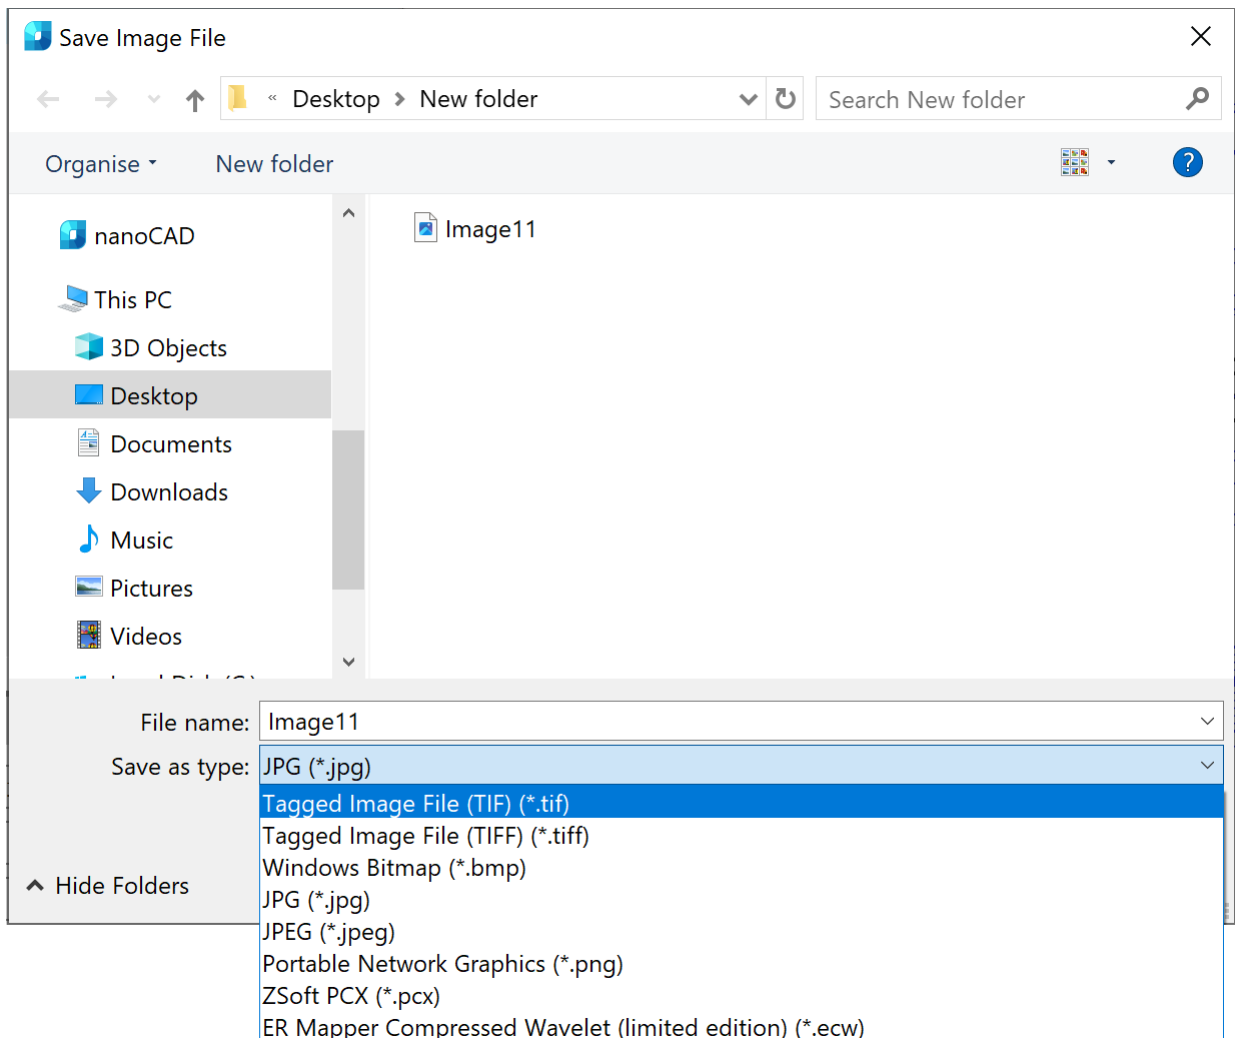 Save Image File
« Desktop > New folder
Search New folder
Organise
New folder
?
nanoCAD
This PC
3D Objects
Desktop
Documents
Downloads
Music
Pictures
Videos
Image11
File name: Image11
Save as type: JPG (*.jpg)
Tagged Image File (TIF) (*.tif)
Tagged Image File (TIFF) (*.tiff)
Windows Bitmap (*.bmp)
JPG (*.jpg)
JPEG (*.jpeg)
Portable Network Graphics (*.png)
ZSoft PCX (*.pcx)
ER Mapper Compressed Wavelet (limited edition) (*.ecw)
Hide Folders